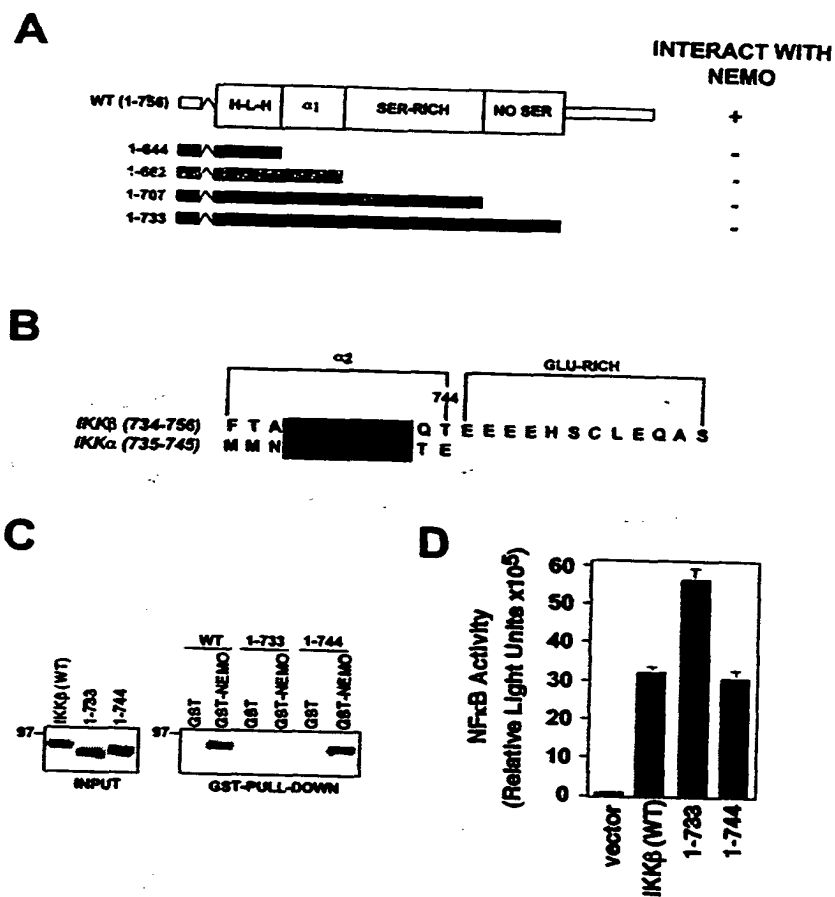 A
INTERACT WITH
NEMO
WT (1-756)
H-L-H
α1
SER-RICH
NO SER
+
1-644
-
1-662
-
1-707
-
1-733
-
B
α2
GLU-RICH
744
IKKβ (734-756)
F T A
Q T E E E E H S C L E Q A S
IKKα (735-745)
M M N
T E
C
97
IKKβ (WT)
1-733
1-744
INPUT
97
WT
1-733
1-744
GST
GST-NEMO
GST
GST-NEMO
GST
GST-NEMO
GST-PULL-DOWN
D
NFκB Activity
(Relative Light Units x10⁵)
60
50
40
30
20
10
0
vector
IKKβ (WT)
1-733
1-744